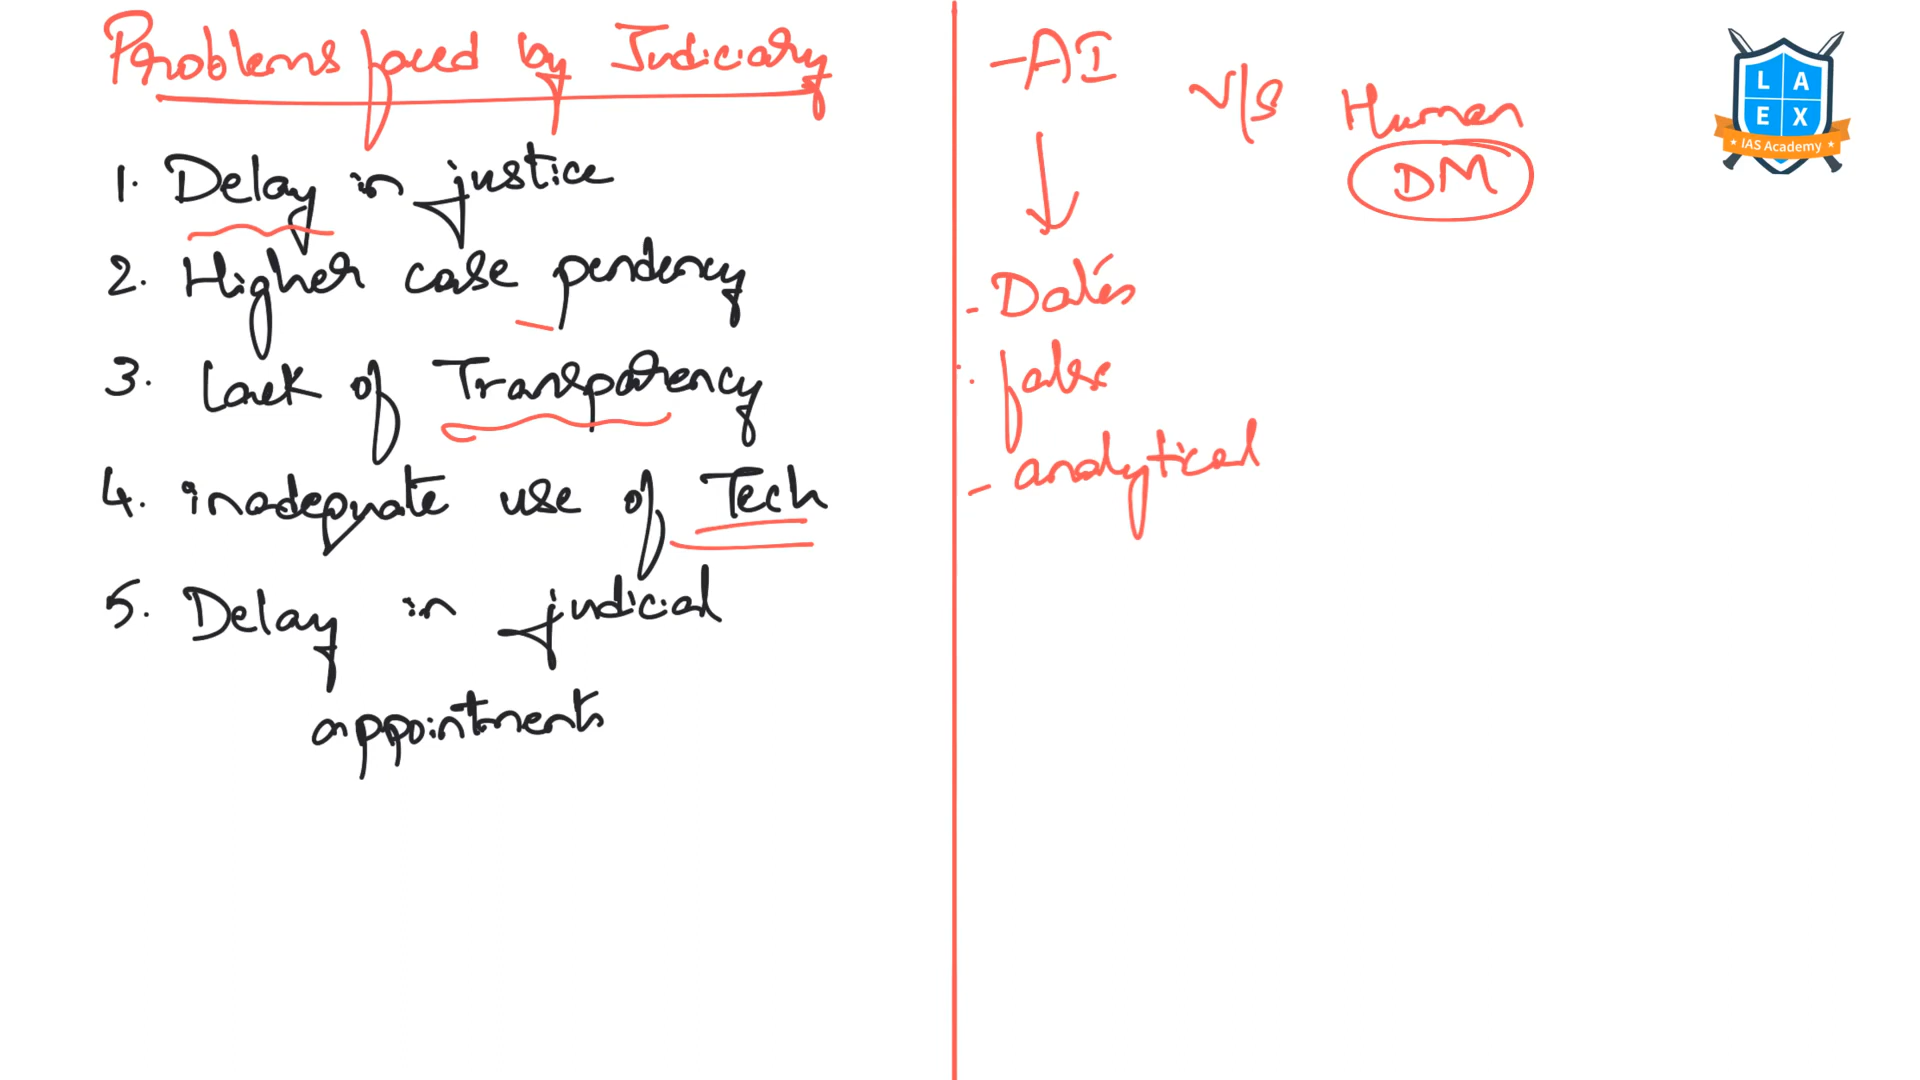 Problems faced by Judiciary
1. Delay in justice
2. Higher case pendency
3. Lack of Transparency
4. inadequate use of Tech
5. Delay in judicial
appointments
- AI v/s Human
DM
- Dates
- false
- analytical
L A
E X
IAS Academy